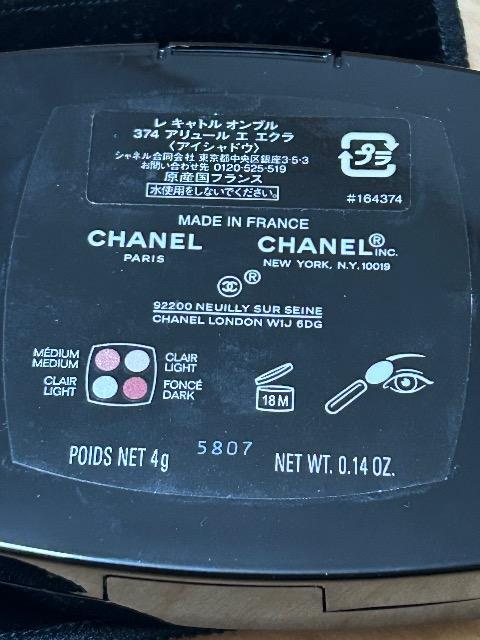 レ キャトル オンブル
374 アリュール エ エクラ
〈アイシャドウ〉
シャネル合同会社 東京都中央区銀座3-5-3
お問い合わせ先 0120-525-519
原産国フランス
水使用をしないでください。
プラ
#164374
MADE IN FRANCE
CHANEL
PARIS
CHANEL® INC.
NEW YORK, N.Y. 10019
®
92200 NEUILLY SUR SEINE
CHANEL LONDON W1J 6DG
MÉDIUM
MEDIUM
CLAIR
LIGHT
CLAIR
LIGHT
FONCÉ
DARK
18 M
POIDS NET 4g
5807
NET WT. 0.14 OZ.